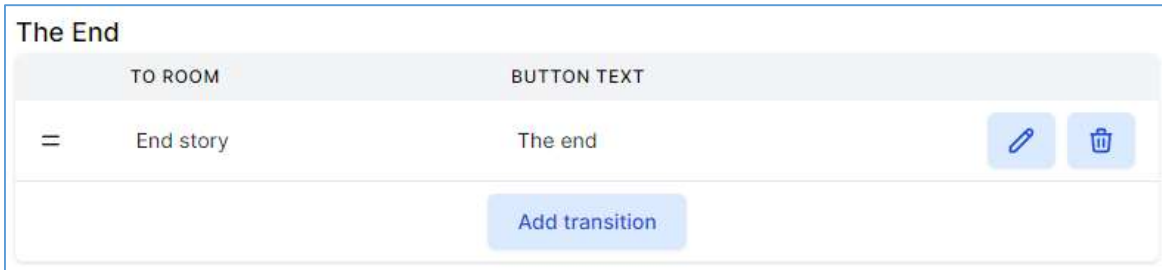 The End
TO ROOM BUTTON TEXT
End story The end
Add transition